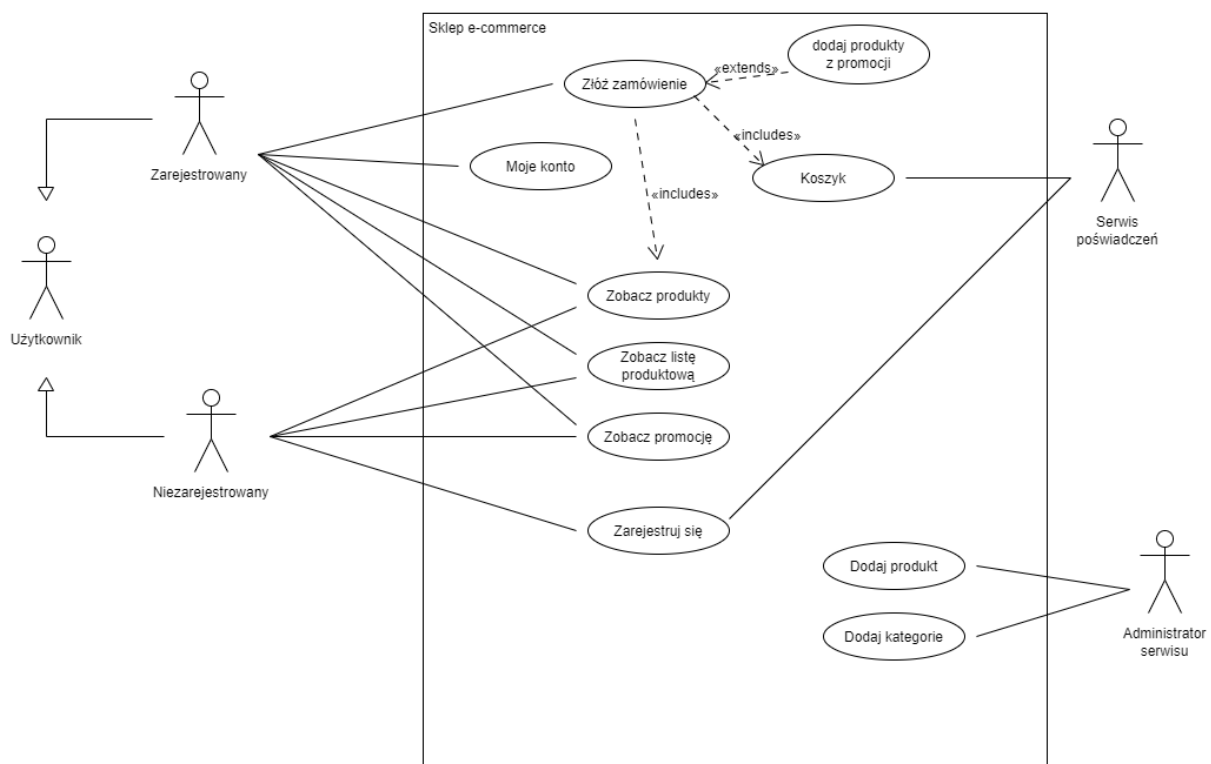 Sklep e-commerce
dodaj produkty
z promocji
«extends»
Złóż zamówienie
«includes»
Zarejestrowany
Moje konto
Koszyk
«includes»
Serwis
poświadczeń
Zobacz produkty
Użytkownik
Zobacz listę
produktową
Zobacz promocję
Niezarejestrowany
Zarejestruj się
Dodaj produkt
Dodaj kategorie
Administrator
serwisu